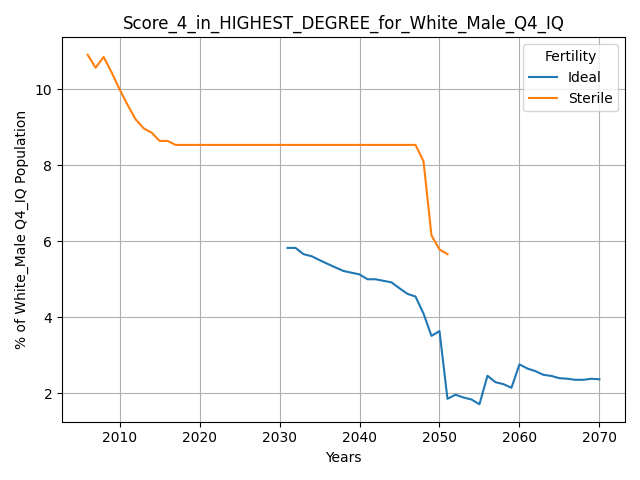 Score_4_in_HIGHEST_DEGREE_for_White_Male_Q4_IQ
Fertility
Ideal
Sterile
% of White_Male Q4_IQ Population
10
8
6
4
2
2010 2020 2030 2040 2050 2060 2070
Years